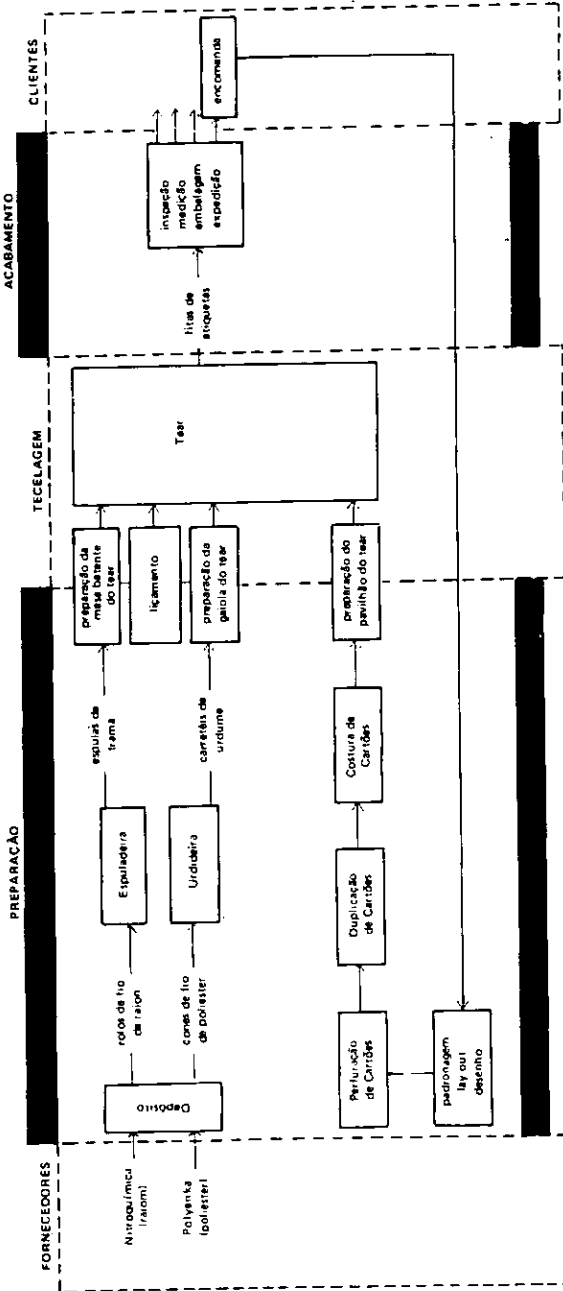 FORNECEDORES
PREPARAÇÃO
TECELAGEM
ACABAMENTO
CLIENTES
Nitroquímica
(raiom)
Polyenka
(poliester)
Depósito
rolos de fio
de raion
cones de fio
de poliester
Espuladeira
Urdideira
espulas de
trama
carretéis de
urdume
preparação da
mesa batente
do tear
liçamento
preparação da
gaiola do tear
Tear
fitas de
etiquetas
inspeção
medição
embalagem
expedição
encomenda
padronagem
lay out
desenho
Perfuração
de Cartões
Duplicação
de Cartões
Costura de
Cartões
preparação do
pavilhão do tear